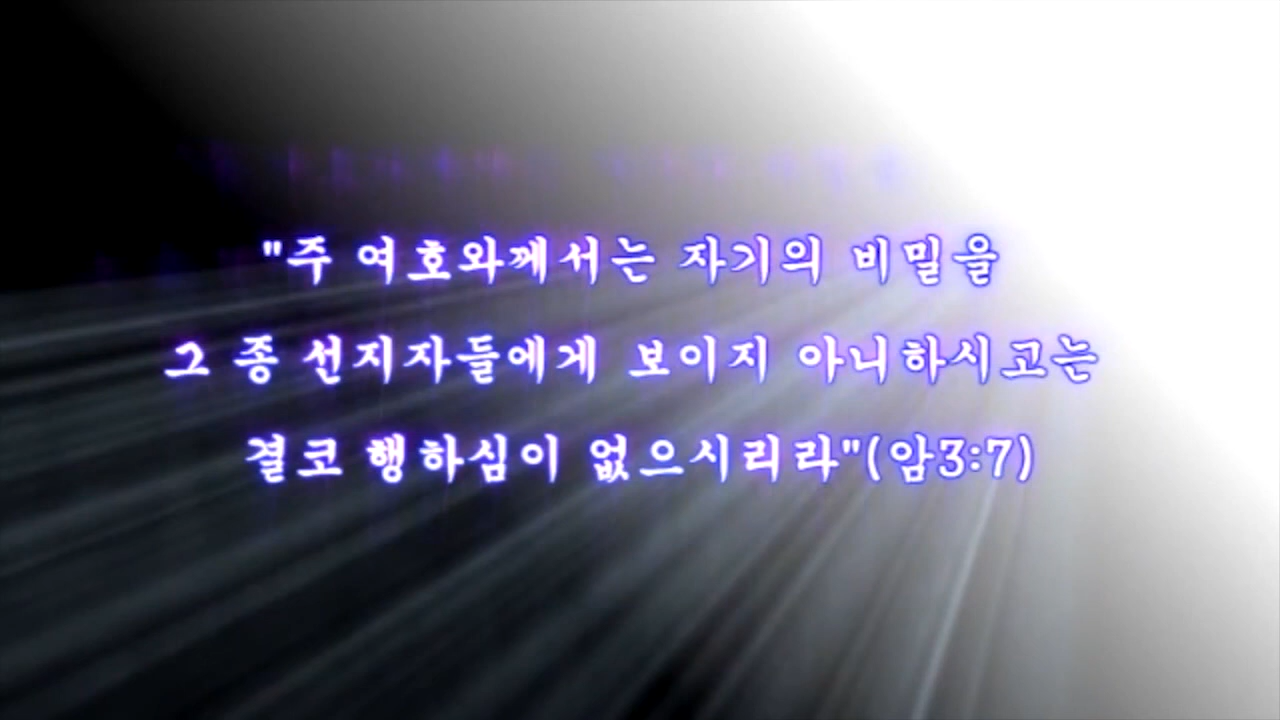 "주 여호와께서는 자기의 비밀을
그 종 선지자들에게 보이지 아니하시고는
결코 행하심이 없으시리라"(암3:7)